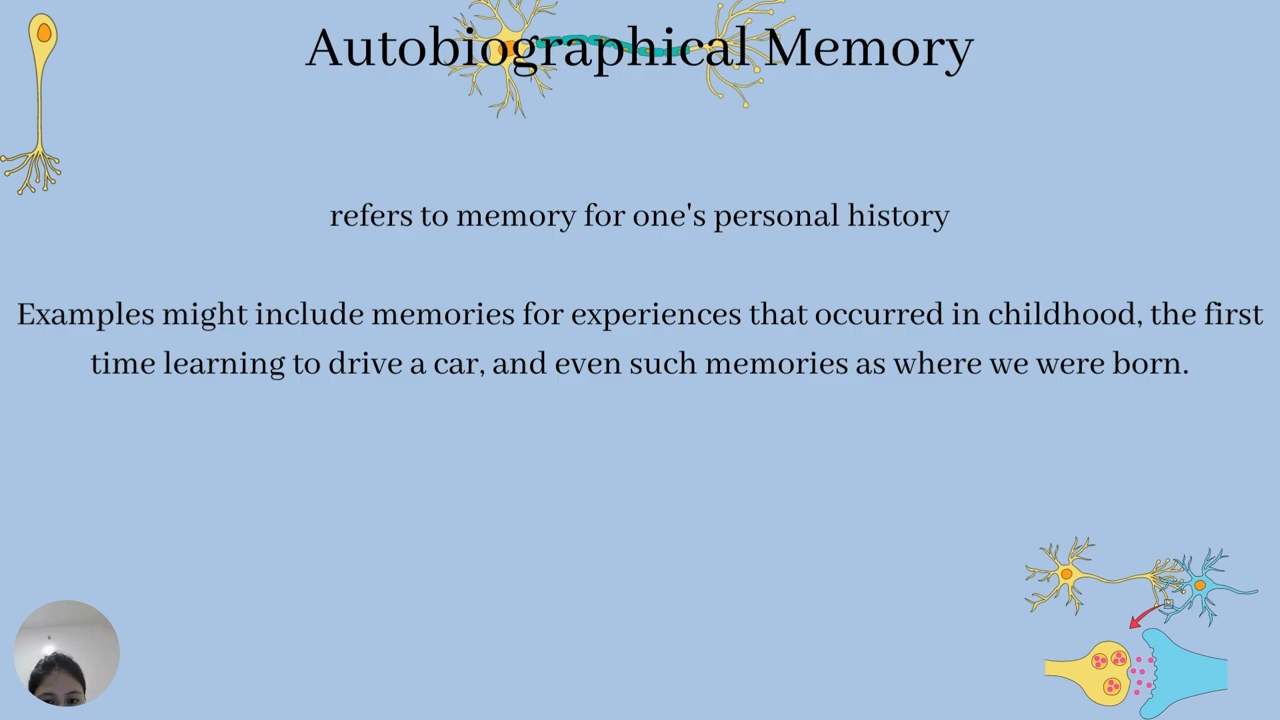 Autobiographical Memory
refers to memory for one's personal history
Examples might include memories for experiences that occurred in childhood, the first
time learning to drive a car, and even such memories as where we were born.